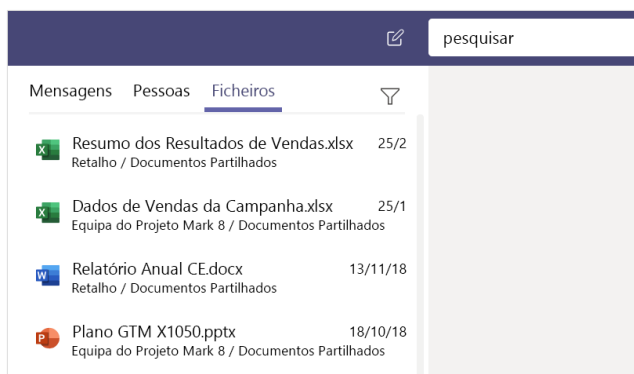 pesquisar
Mensagens Pessoas Ficheiros
Resumo dos Resultados de Vendas.xlsx 25/2
Retalho / Documentos Partilhados
Dados de Vendas da Campanha.xlsx 25/1
Equipa do Projeto Mark 8 / Documentos Partilhados
Relatório Anual CE.docx 13/11/18
Retalho / Documentos Partilhados
Plano GTM X1050.pptx 18/10/18
Equipa do Projeto Mark 8 / Documentos Partilhados